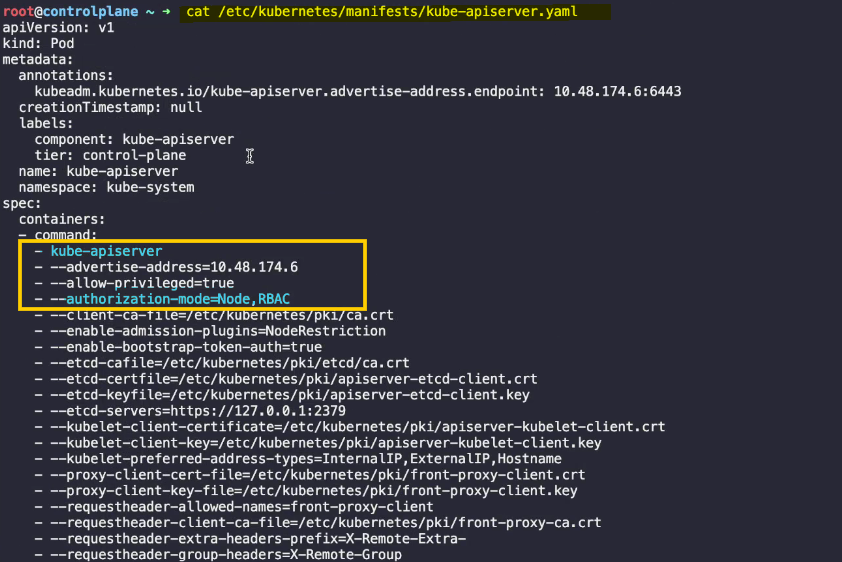 root@controlplane ~ → cat /etc/kubernetes/manifests/kube-apiserver.yaml
apiVersion: v1
kind: Pod
metadata:
  annotations:
    kubeadm.kubernetes.io/kube-apiserver.advertise-address.endpoint: 10.48.174.6:6443
  creationTimestamp: null
  labels:
    component: kube-apiserver
    tier: control-plane
  name: kube-apiserver
  namespace: kube-system
spec:
  containers:
  - command:
    - kube-apiserver
    - --advertise-address=10.48.174.6
    - --allow-privileged=true
    - --authorization-mode=Node,RBAC
    - --client-ca-file=/etc/kubernetes/pki/ca.crt
    - --enable-admission-plugins=NodeRestriction
    - --enable-bootstrap-token-auth=true
    - --etcd-cafile=/etc/kubernetes/pki/etcd/ca.crt
    - --etcd-certfile=/etc/kubernetes/pki/apiserver-etcd-client.crt
    - --etcd-keyfile=/etc/kubernetes/pki/apiserver-etcd-client.key
    - --etcd-servers=https://127.0.0.1:2379
    - --kubelet-client-certificate=/etc/kubernetes/pki/apiserver-kubelet-client.crt
    - --kubelet-client-key=/etc/kubernetes/pki/apiserver-kubelet-client.key
    - --kubelet-preferred-address-types=InternalIP,ExternalIP,Hostname
    - --proxy-client-cert-file=/etc/kubernetes/pki/front-proxy-client.crt
    - --proxy-client-key-file=/etc/kubernetes/pki/front-proxy-client.key
    - --requestheader-allowed-names=front-proxy-client
    - --requestheader-client-ca-file=/etc/kubernetes/pki/front-proxy-ca.crt
    - --requestheader-extra-headers-prefix=X-Remote-Extra-
    - --requestheader-group-headers=X-Remote-Group